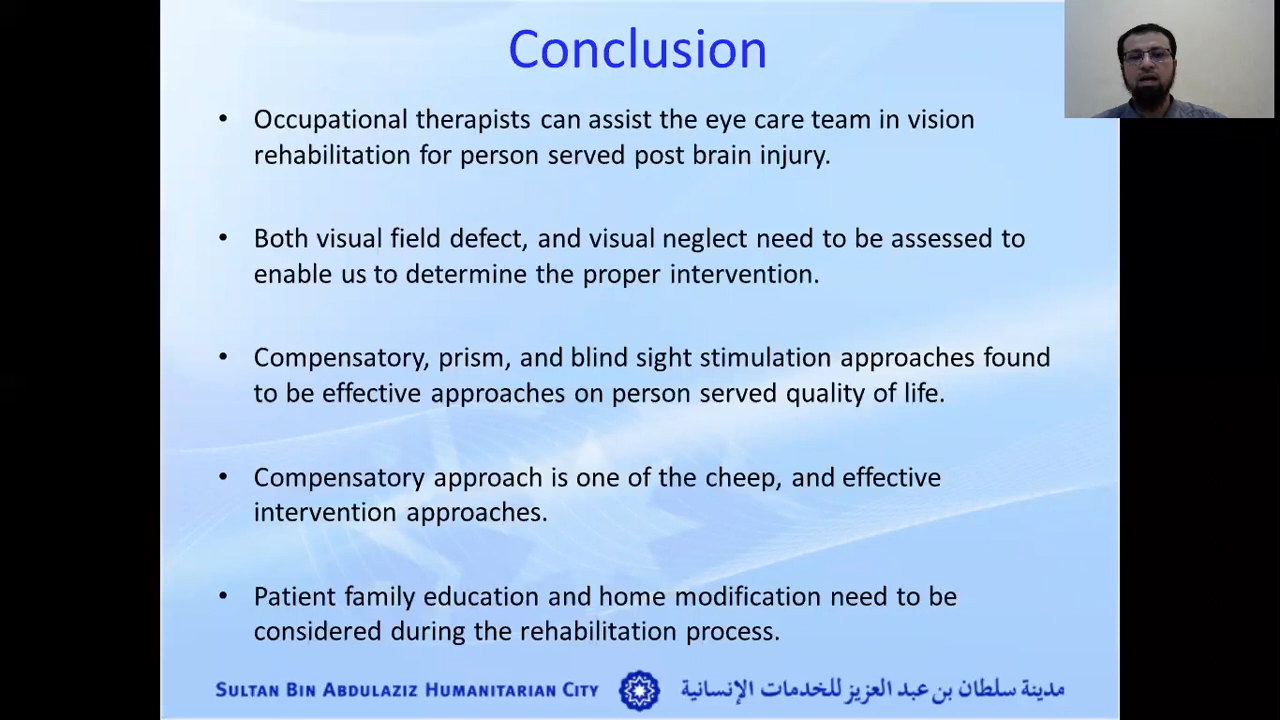 Conclusion
• Occupational therapists can assist the eye care team in vision
rehabilitation for person served post brain injury.
• Both visual field defect, and visual neglect need to be assessed to
enable us to determine the proper intervention.
• Compensatory, prism, and blind sight stimulation approaches found
to be effective approaches on person served quality of life.
• Compensatory approach is one of the cheep, and effective
intervention approaches.
• Patient family education and home modification need to be
considered during the rehabilitation process.
SULTAN BIN ABDULAZIZ HUMANITARIAN CITY
مدينة سلطان بن عبد العزيز للخدمات الإنسانية